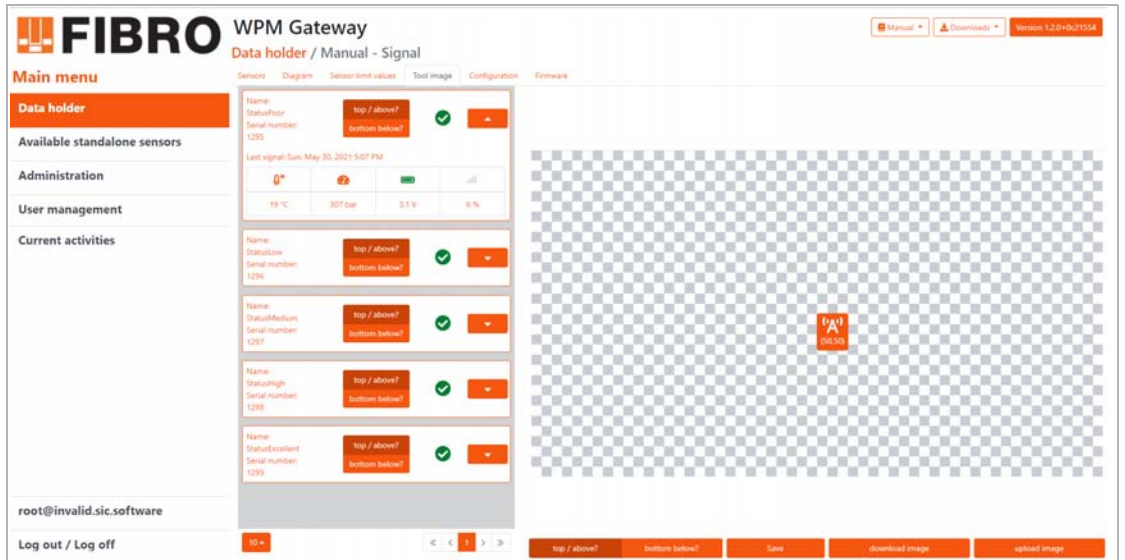 FIBRO
WPM Gateway
Manual
Downloads
Version 1.2.0+0c21554
Data holder / Manual - Signal
Main menu
Sensors
Diagram
Sensor limit values
Tool image
Configuration
Firmware
Data holder
Available standalone sensors
Administration
User management
Current activities
root@invalid.sic.software
Log out / Log off
Name:
StatusPoor
Serial number:
1295
top / above?
bottom below?
Last signal: Sun, May 30, 2021 5:07 PM
19 °C
307 bar
3.1 V
6 %
Name:
StatusLow
Serial number:
1296
top / above?
bottom below?
Name:
StatusMedium
Serial number:
1297
top / above?
bottom below?
Name:
StatusHigh
Serial number:
1298
top / above?
bottom below?
Name:
StatusExcellent
Serial number:
1299
top / above?
bottom below?
10
« ‹ 1 › »
(50,50)
top / above?
bottom below?
Save
download image
upload image